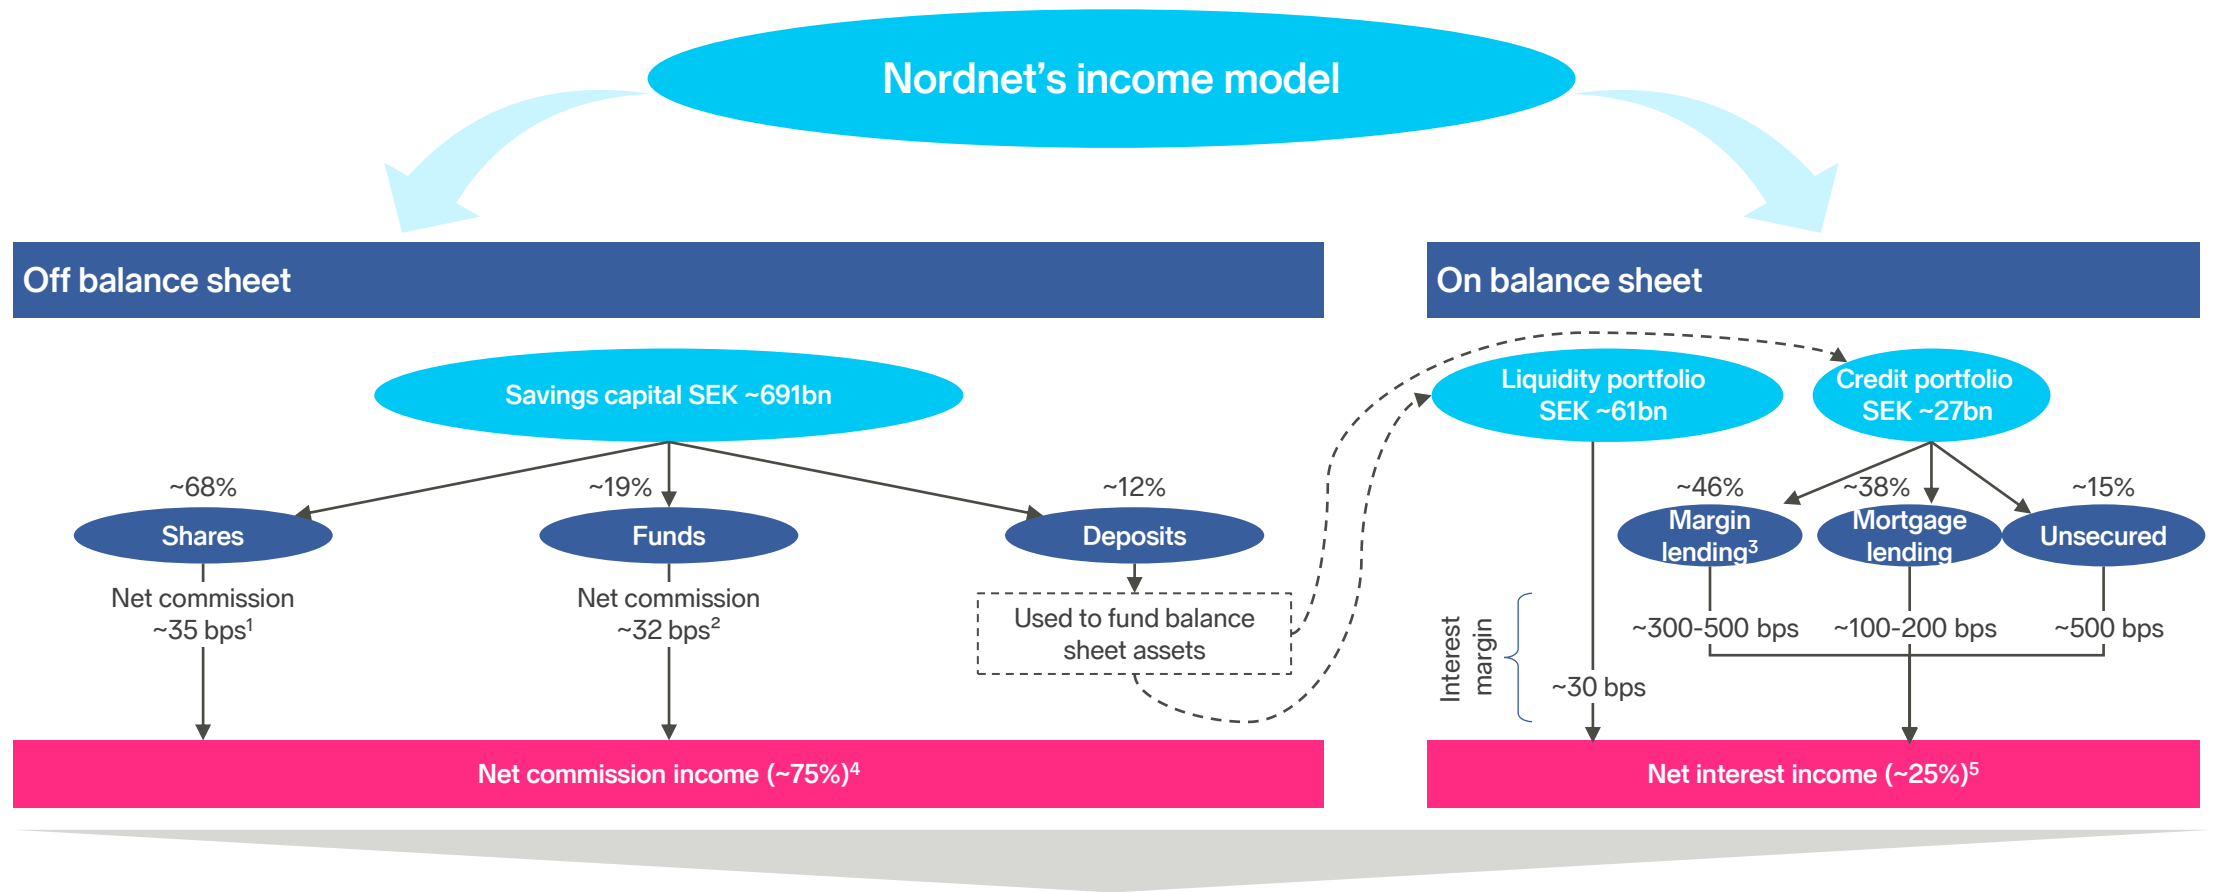 Nordnet’s income model
Off balance sheet
On balance sheet
Savings capital SEK ~691bn
Liquidity portfolio
SEK ~61bn
Credit portfolio
SEK ~27bn
~68%
~19%
~12%
~46%
~38%
~15%
Shares
Funds
Deposits
Margin
lending³
Mortgage
lending
Unsecured
Net commission
~35 bps¹
Net commission
~32 bps²
Used to fund balance
sheet assets
Interest
margin
~300-500 bps
~100-200 bps
~500 bps
~30 bps
Net commission income (~75%)⁴
Net interest income (~25%)⁵